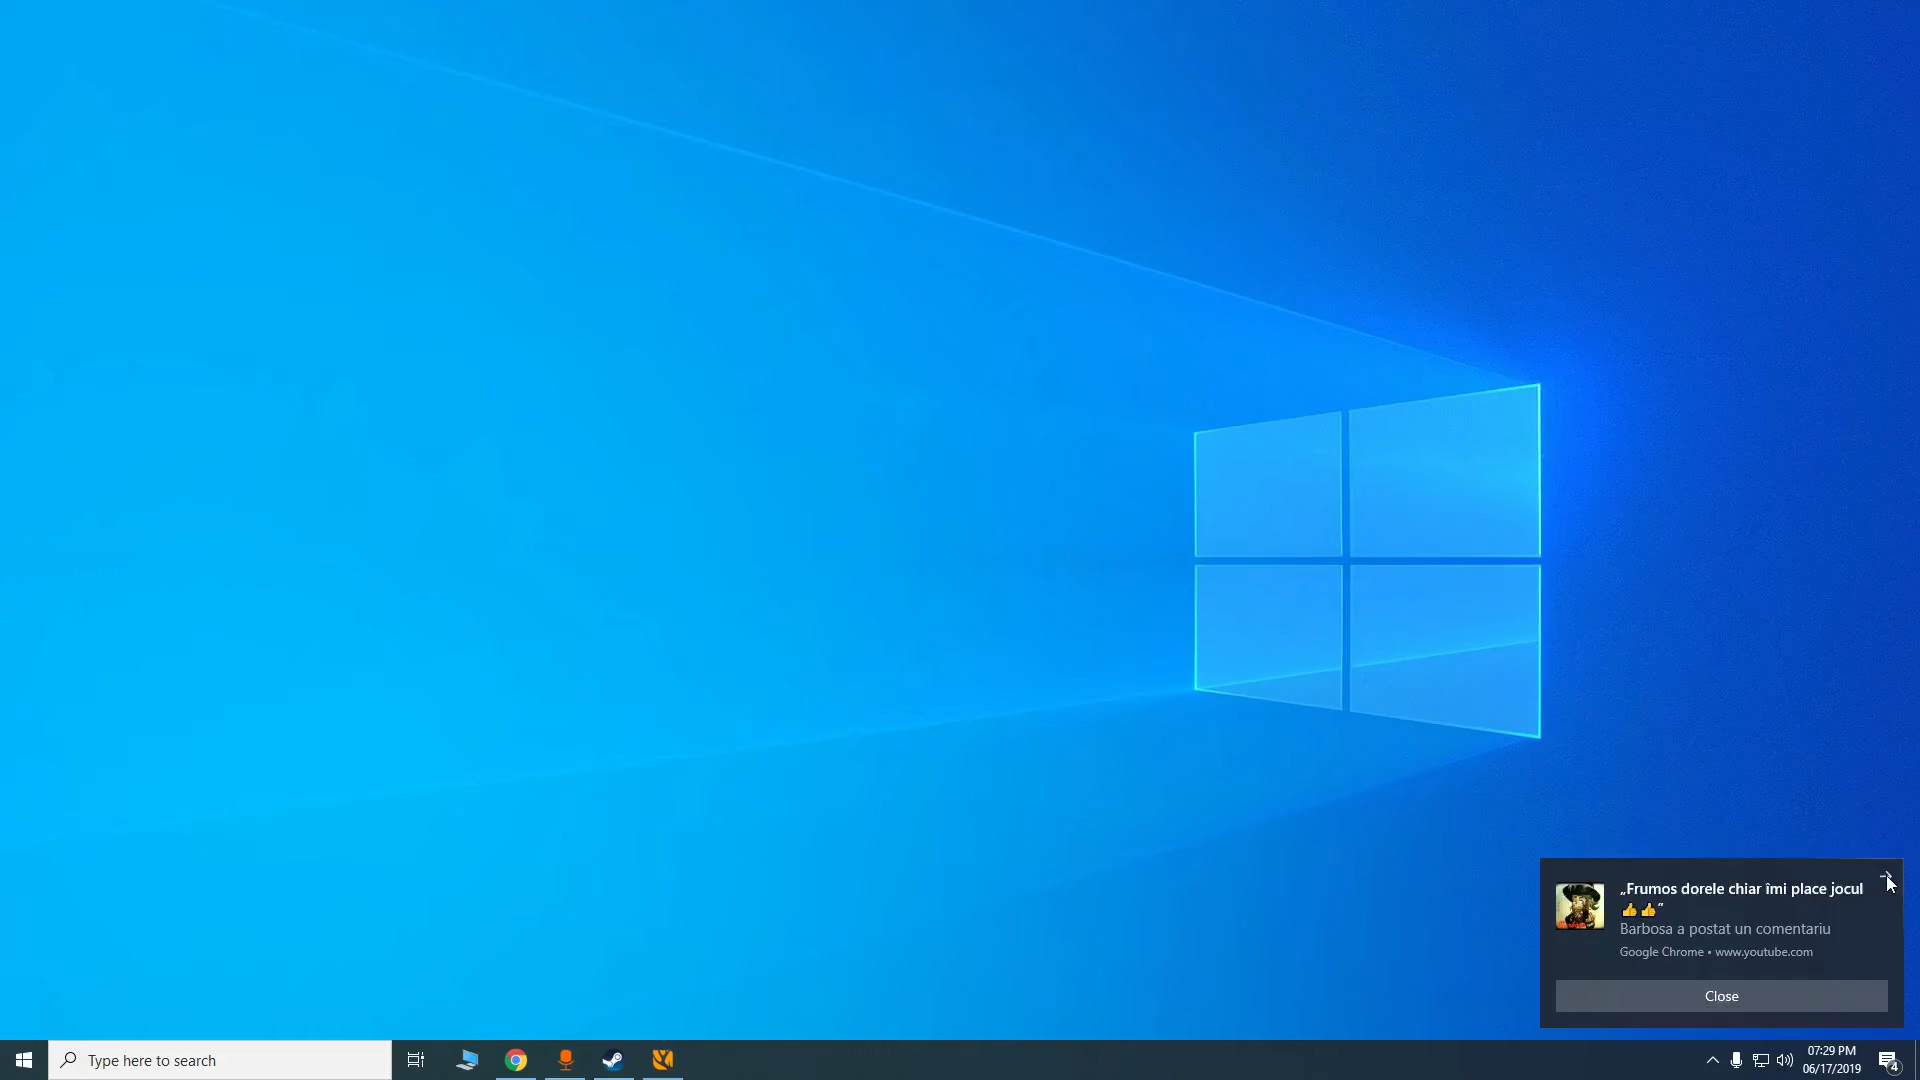 „Frumos dorele chiar îmi place jocul
👍👍”
Barbosa a postat un comentariu
Google Chrome • www.youtube.com
Close
Type here to search
07:29 PM
06/17/2019
4